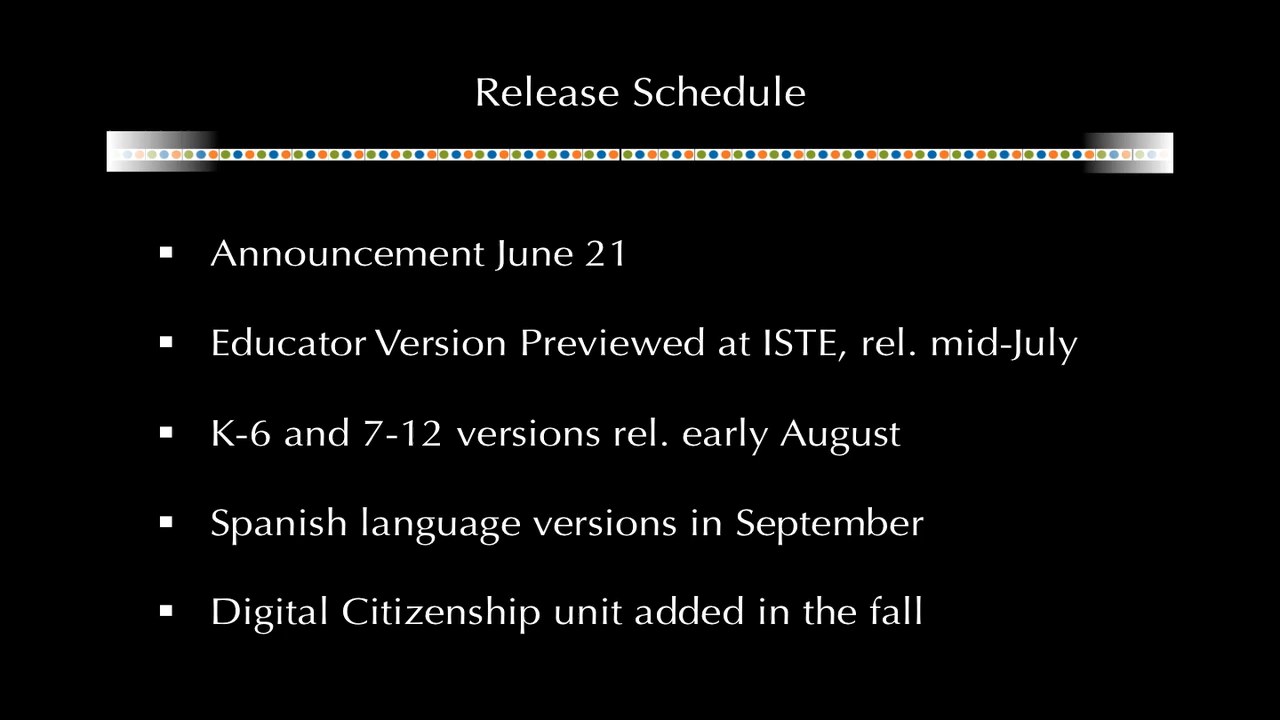 Release Schedule
▪ Announcement June 21
▪ Educator Version Previewed at ISTE, rel. mid-July
▪ K-6 and 7-12 versions rel. early August
▪ Spanish language versions in September
▪ Digital Citizenship unit added in the fall